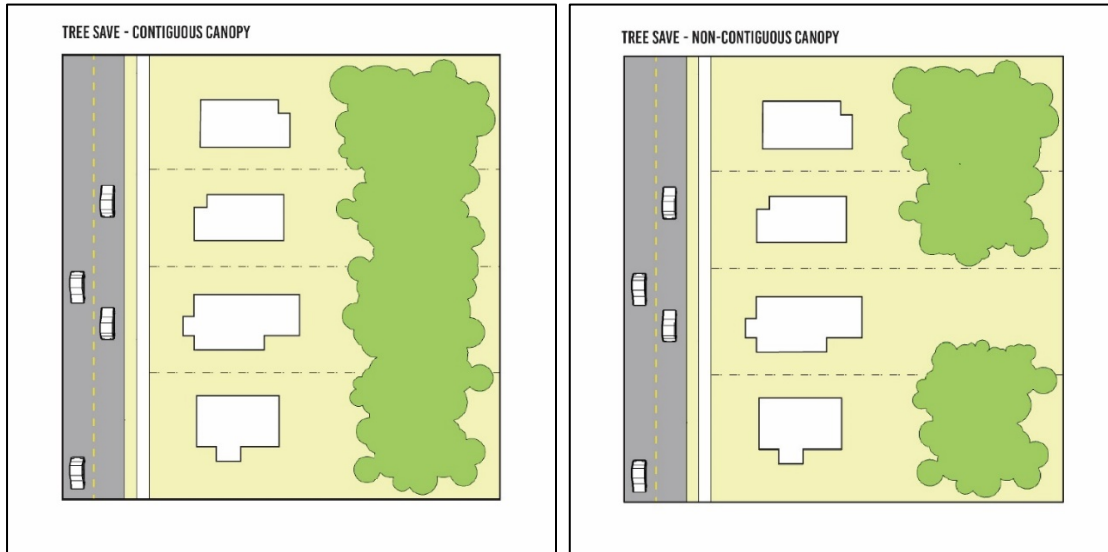 TREE SAVE - CONTIGUOUS CANOPY
TREE SAVE - NON-CONTIGUOUS CANOPY